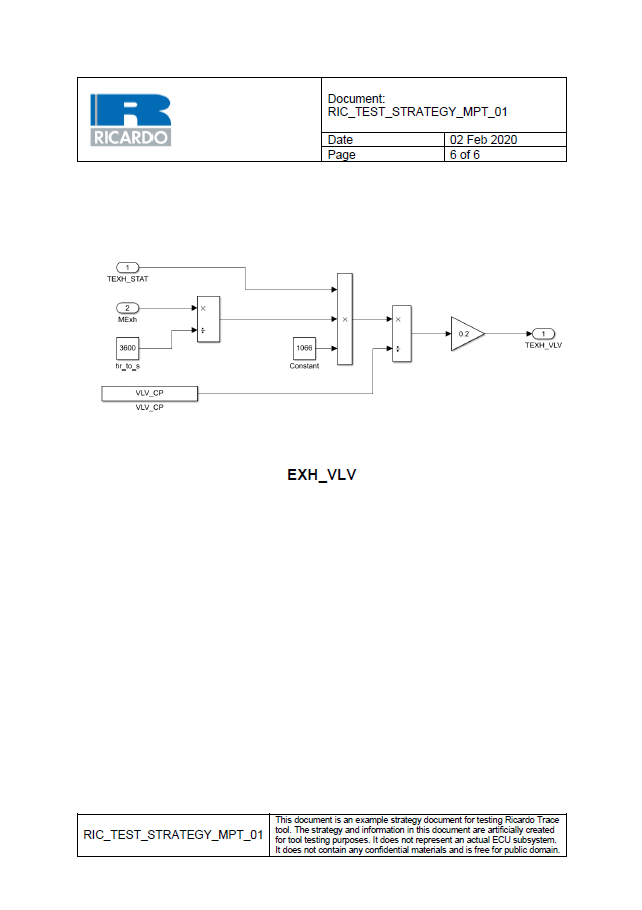 RICARDO
Document:
RIC_TEST_STRATEGY_MPT_01
Date 02 Feb 2020
Page 6 of 6
1
TEXH_STAT
2
MExh
×
÷
3600
hr_to_s
×
1066
Constant
×
÷
0.2
1
TEXH_VLV
VLV_CP
VLV_CP
EXH_VLV
RIC_TEST_STRATEGY_MPT_01
This document is an example strategy document for testing Ricardo Trace
tool. The strategy and information in this document are artificially created
for tool testing purposes. It does not represent an actual ECU subsystem.
It does not contain any confidential materials and is free for public domain.